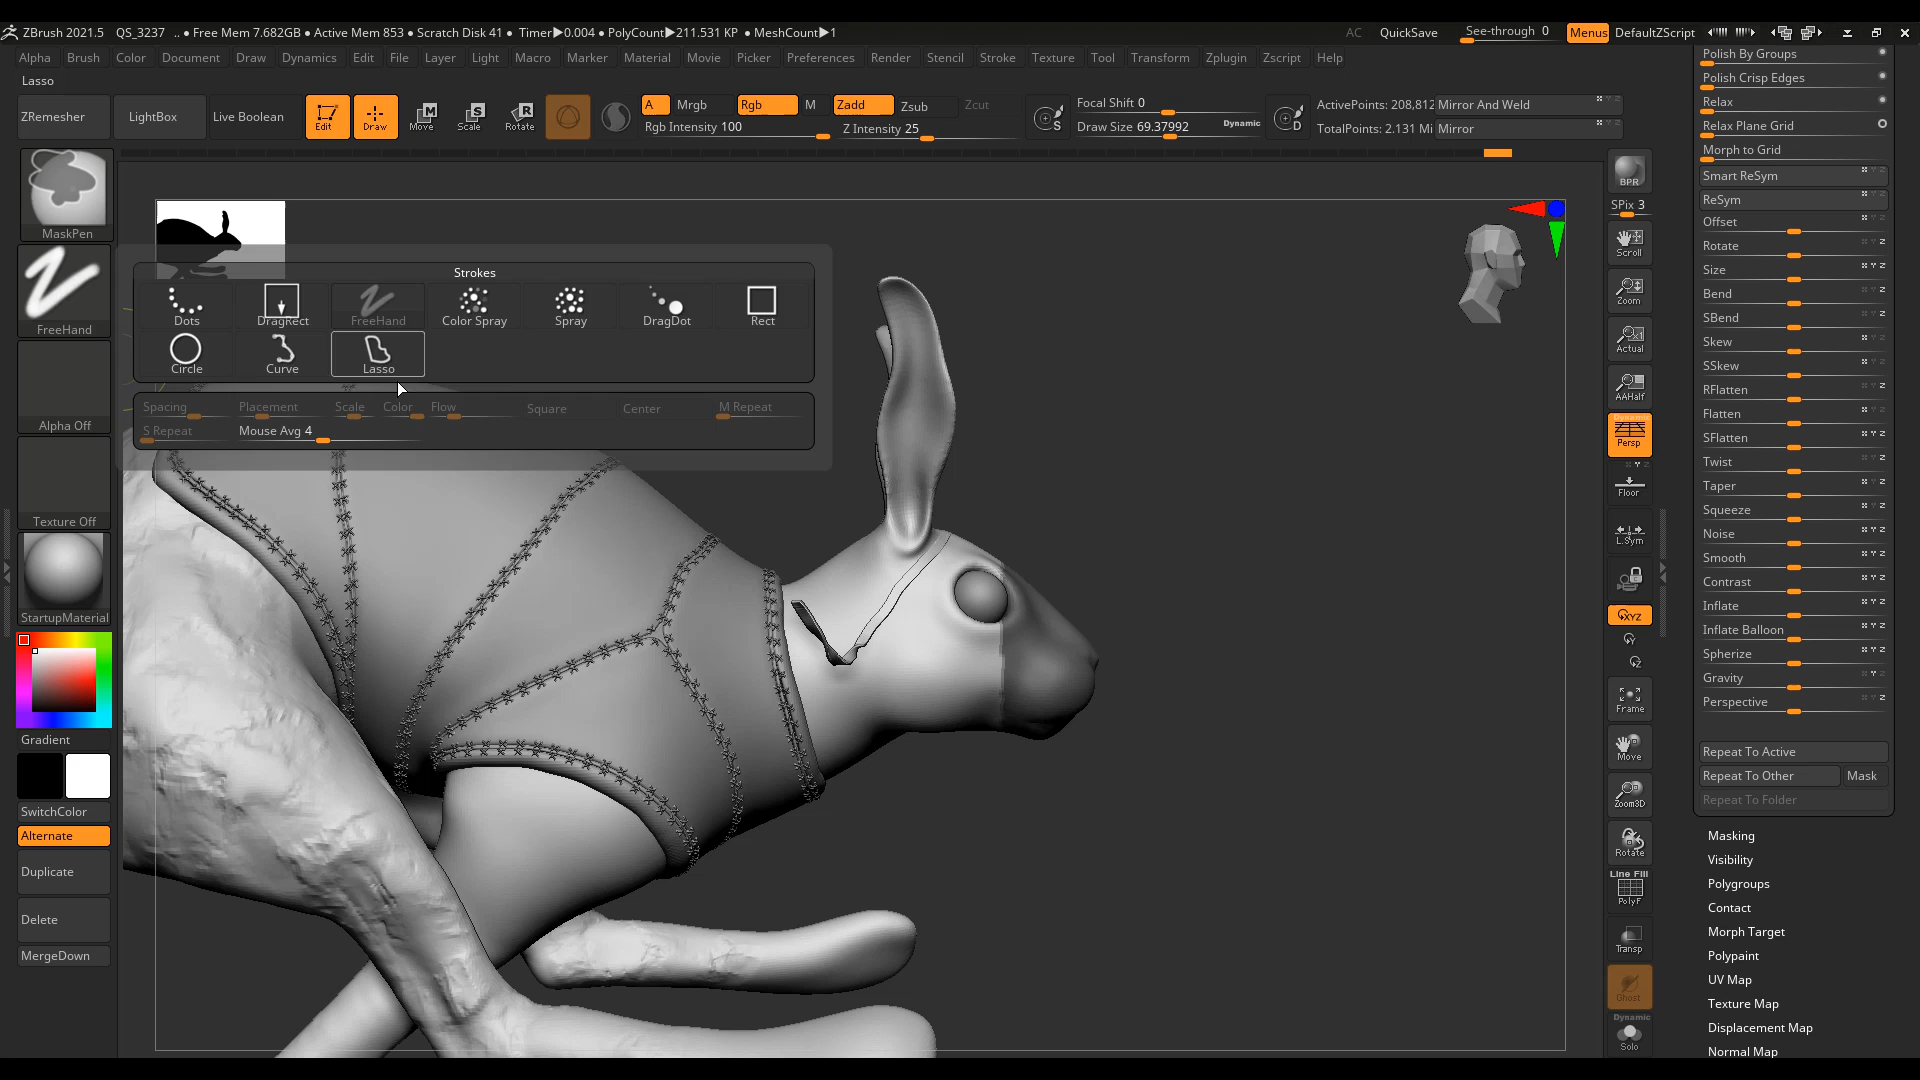 ZBrush 2021.5 QS_3237 .. ● Free Mem 7.682GB ● Active Mem 853 ● Scratch Disk 41 ● Timer▶0.004 ● PolyCount▶211.531 KP ● MeshCount▶1 AC QuickSave See-through 0 Menus DefaultZScript
Alpha Brush Color Document Draw Dynamics Edit File Layer Light Macro Marker Material Movie Picker Preferences Render Stencil Stroke Texture Tool Transform Zplugin Zscript Help
Lasso
ZRemesher LightBox Live Boolean Edit Draw Move Scale Rotate
A Mrgb Rgb M Zadd Zsub Zcut
Rgb Intensity 100 Z Intensity 25
S Focal Shift 0
Draw Size 69.37992 Dynamic
D ActivePoints: 208,812 Mirror And Weld
TotalPoints: 2.131 Mi Mirror
MaskPen
FreeHand
Alpha Off
Texture Off
StartupMaterial
Gradient
SwitchColor
Alternate
Duplicate
Delete
MergeDown
Strokes
Dots DragRect FreeHand Color Spray Spray DragDot Rect
Circle Curve Lasso
Spacing Placement Scale Color Flow Square Center M Repeat
S Repeat Mouse Avg 4
BPR
SPix 3
Scroll
Zoom
Actual
AAHalf
Dynamic
Persp
Floor
L.Sym
XYZ
Y
Z
Frame
Move
Zoom3D
Rotate
Line Fill
PolyF
Transp
Ghost
Dynamic
Solo
Polish By Groups
Polish Crisp Edges
Relax
Relax Plane Grid
Morph to Grid
Smart ReSym
ReSym
Offset
Rotate
Size
Bend
SBend
Skew
SSkew
RFlatten
Flatten
SFlatten
Twist
Taper
Squeeze
Noise
Smooth
Contrast
Inflate
Inflate Balloon
Spherize
Gravity
Perspective
Repeat To Active
Repeat To Other Mask
Repeat To Folder
Masking
Visibility
Polygroups
Contact
Morph Target
Polypaint
UV Map
Texture Map
Displacement Map
Normal Map